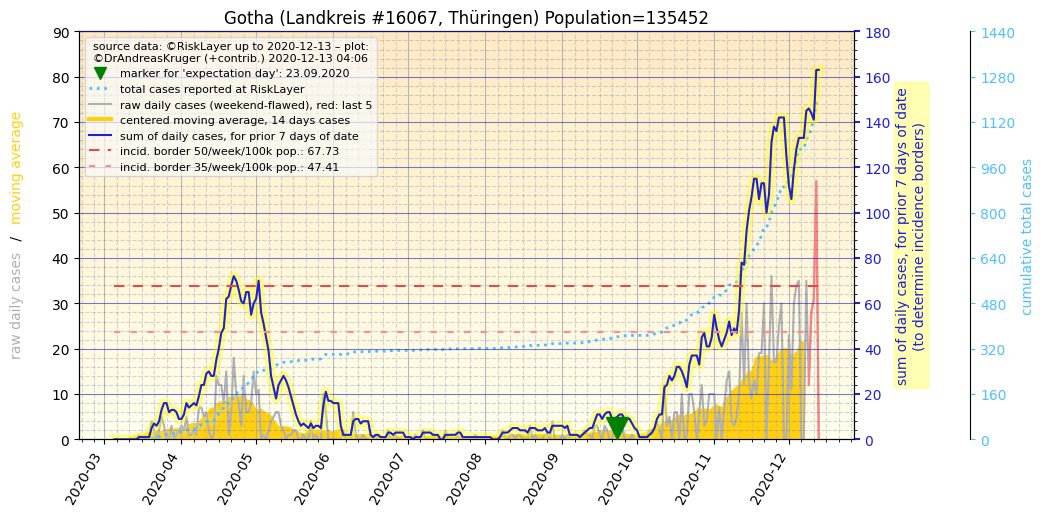 Gotha (Landkreis #16067, Thüringen) Population=135452
source data: ©RiskLayer up to 2020-12-13 – plot:
©DrAndreasKruger (+contrib.) 2020-12-13 04:06
marker for 'expectation day': 23.09.2020
total cases reported at RiskLayer
raw daily cases (weekend-flawed), red: last 5
centered moving average, 14 days cases
sum of daily cases, for prior 7 days of date
incid. border 50/week/100k pop.: 67.73
incid. border 35/week/100k pop.: 47.41
raw daily cases / moving average
90
80
70
60
50
40
30
20
10
0
2020-03
2020-04
2020-05
2020-06
2020-07
2020-08
2020-09
2020-10
2020-11
2020-12
180
160
140
120
100
80
60
40
20
0
sum of daily cases, for prior 7 days of date
(to determine incidence borders)
1440
1280
1120
960
800
640
480
320
160
0
cumulative total cases